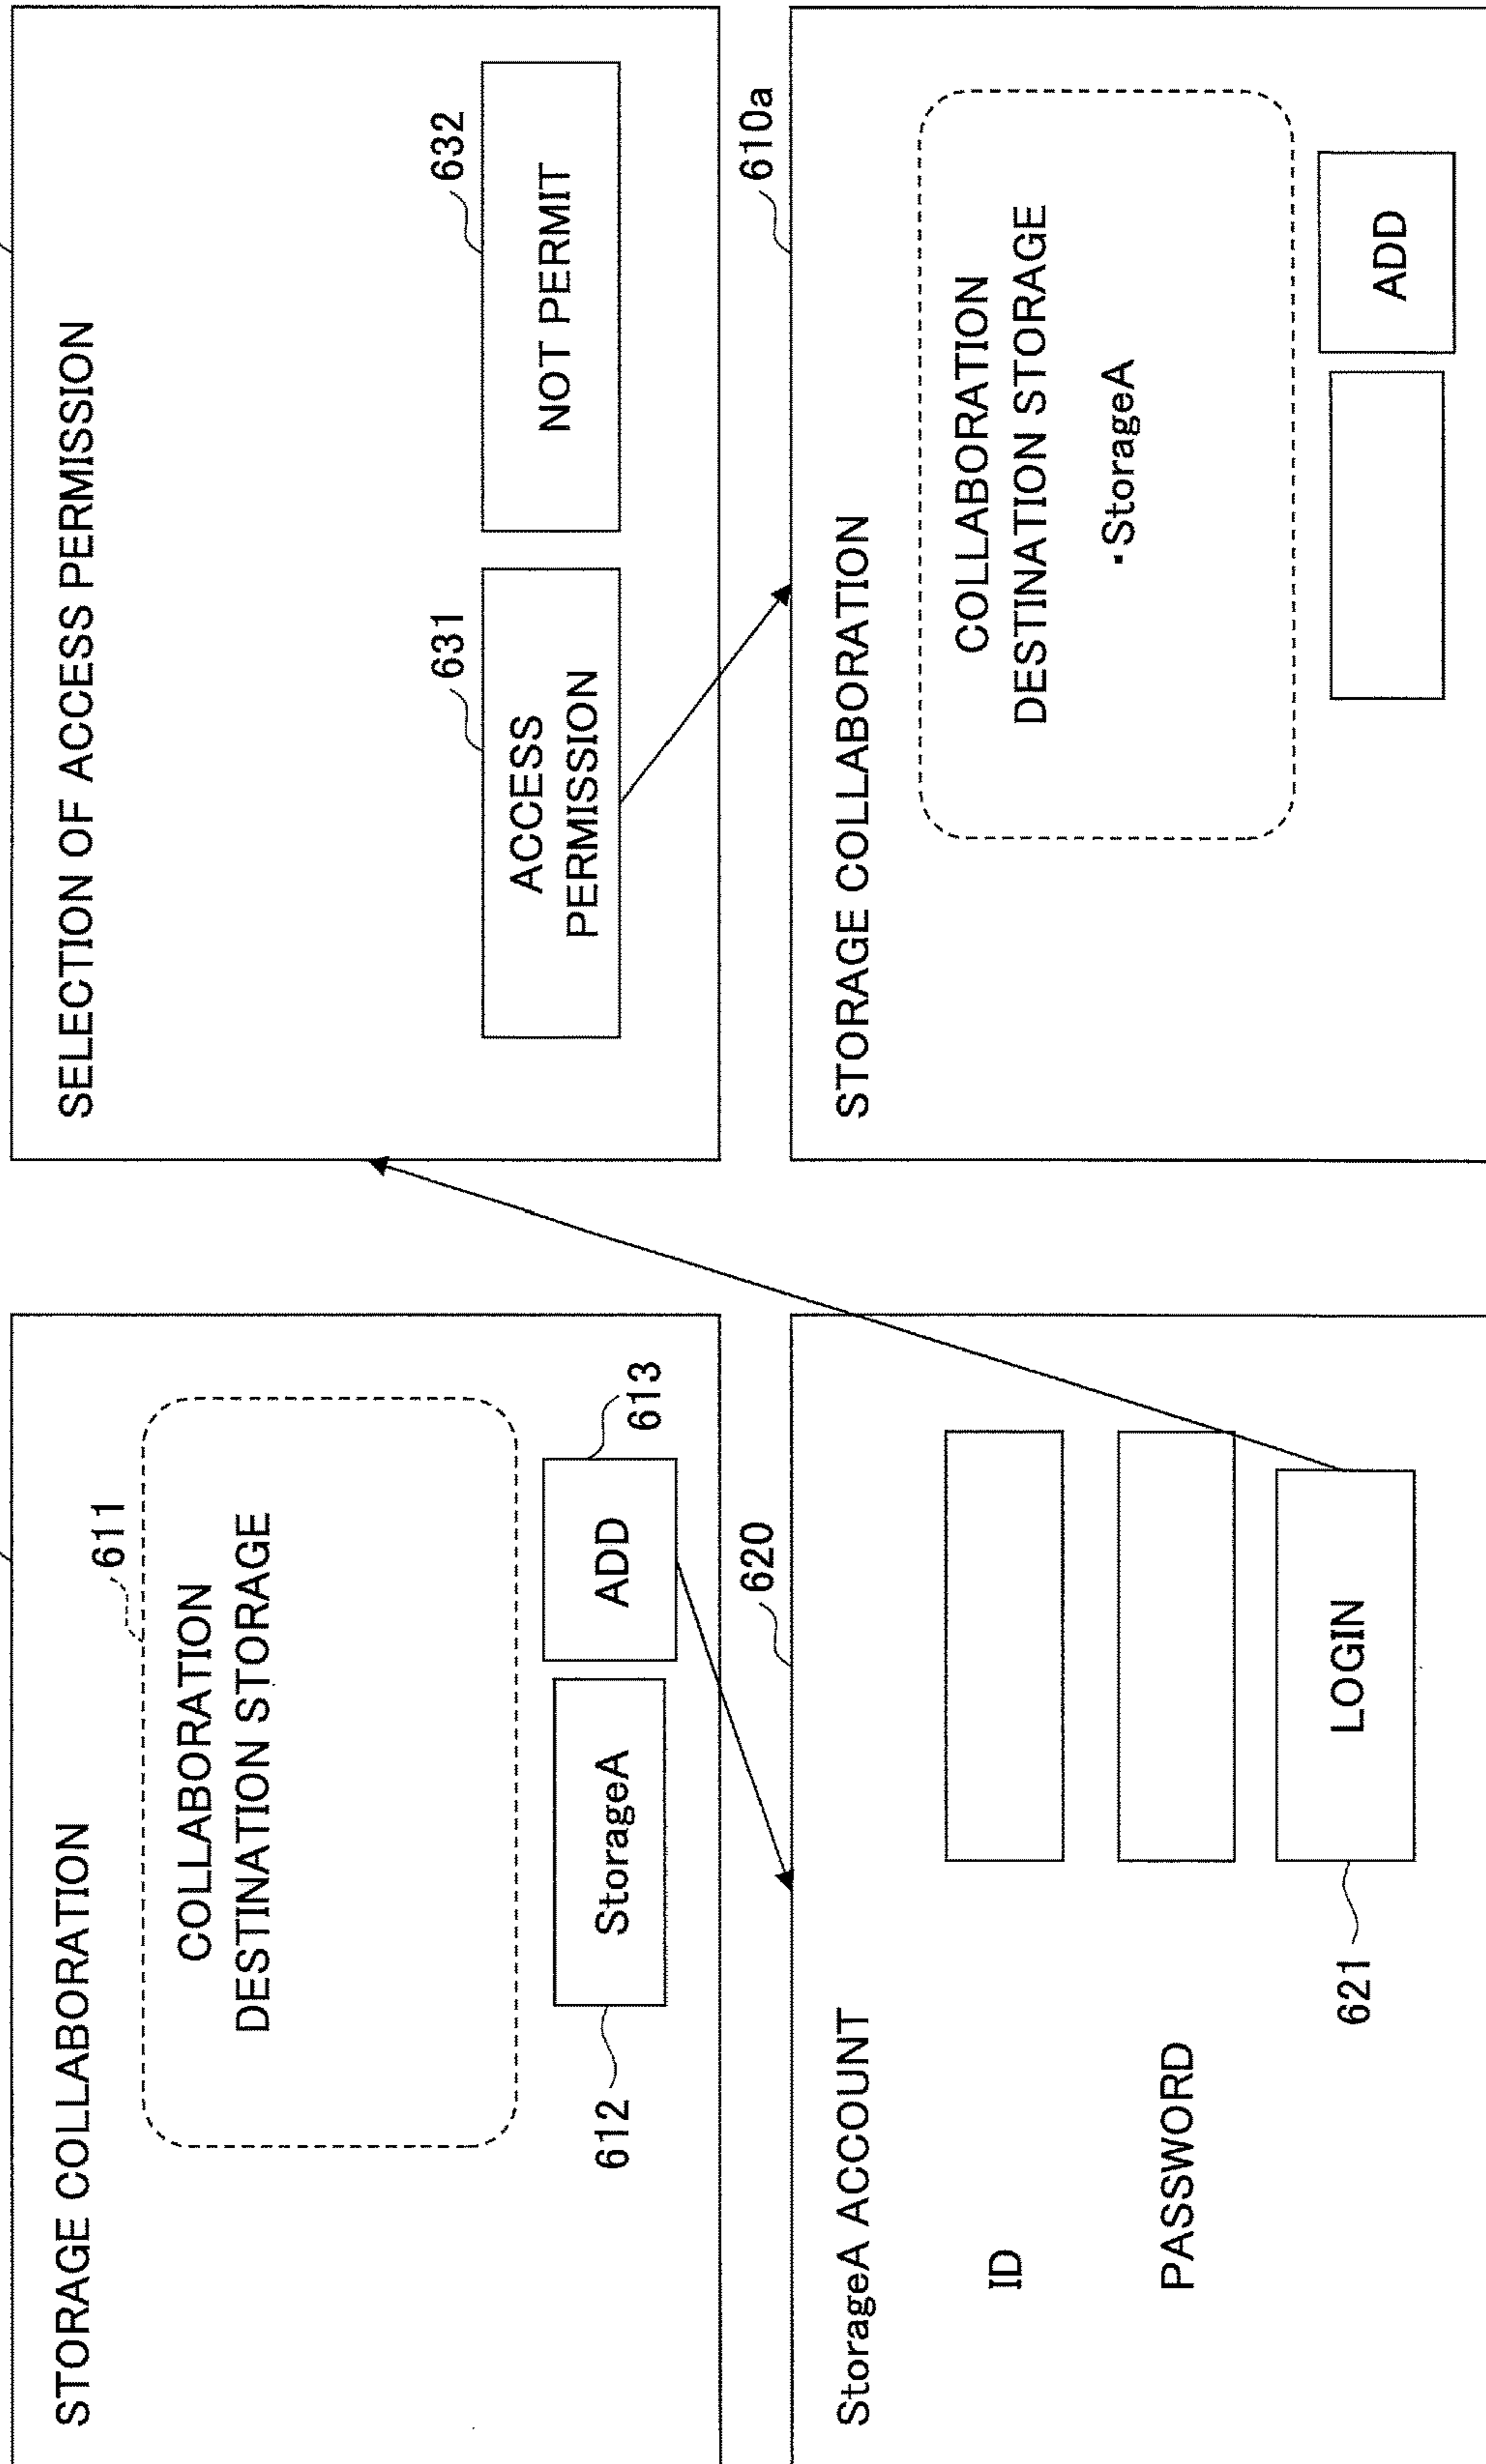 STORAGE COLLABORATION
611
COLLABORATION
DESTINATION STORAGE
612
StorageA
ADD
613
620
StorageA ACCOUNT
ID
PASSWORD
621
LOGIN
SELECTION OF ACCESS PERMISSION
631
ACCESS
PERMISSION
632
NOT PERMIT
610a
STORAGE COLLABORATION
COLLABORATION
DESTINATION STORAGE
・StorageA
ADD